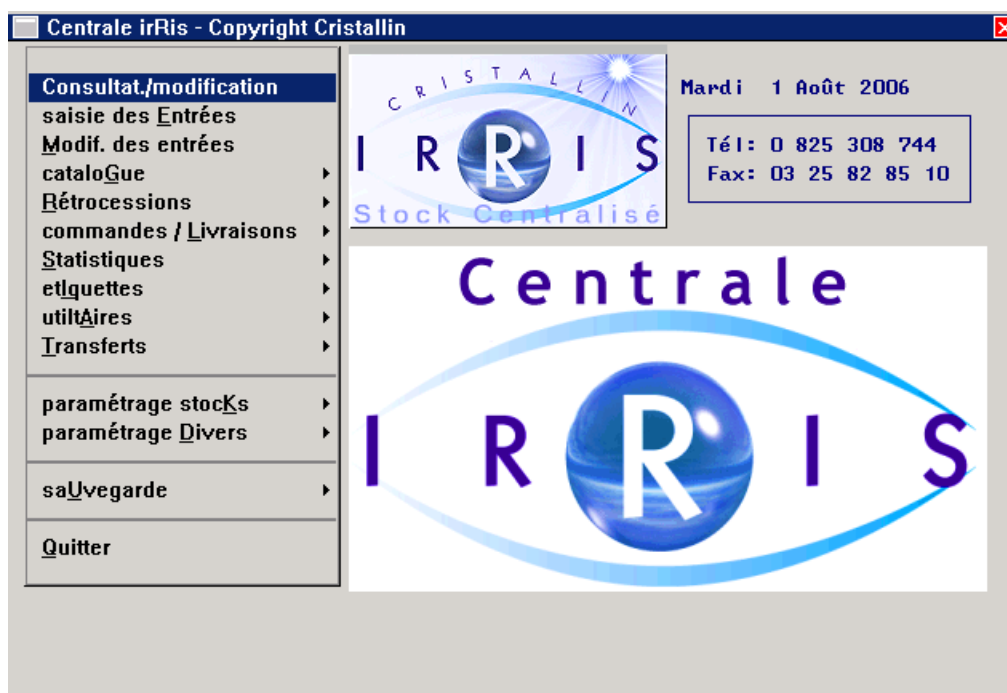 Centrale irRis - Copyright Cristallin
Consultat./modification
saisie des Entrées
Modif. des entrées
cataloGue
Rétrocessions
commandes / Livraisons
Statistiques
etIquettes
utiltAires
Transferts
paramétrage stocKs
paramétrage Divers
saUvegarde
Quitter
CRISTALLIN
IRRIS
Stock Centralisé
Mardi 1 Août 2006
Tél: 0 825 308 744
Fax: 03 25 82 85 10
Centrale
IRRIS